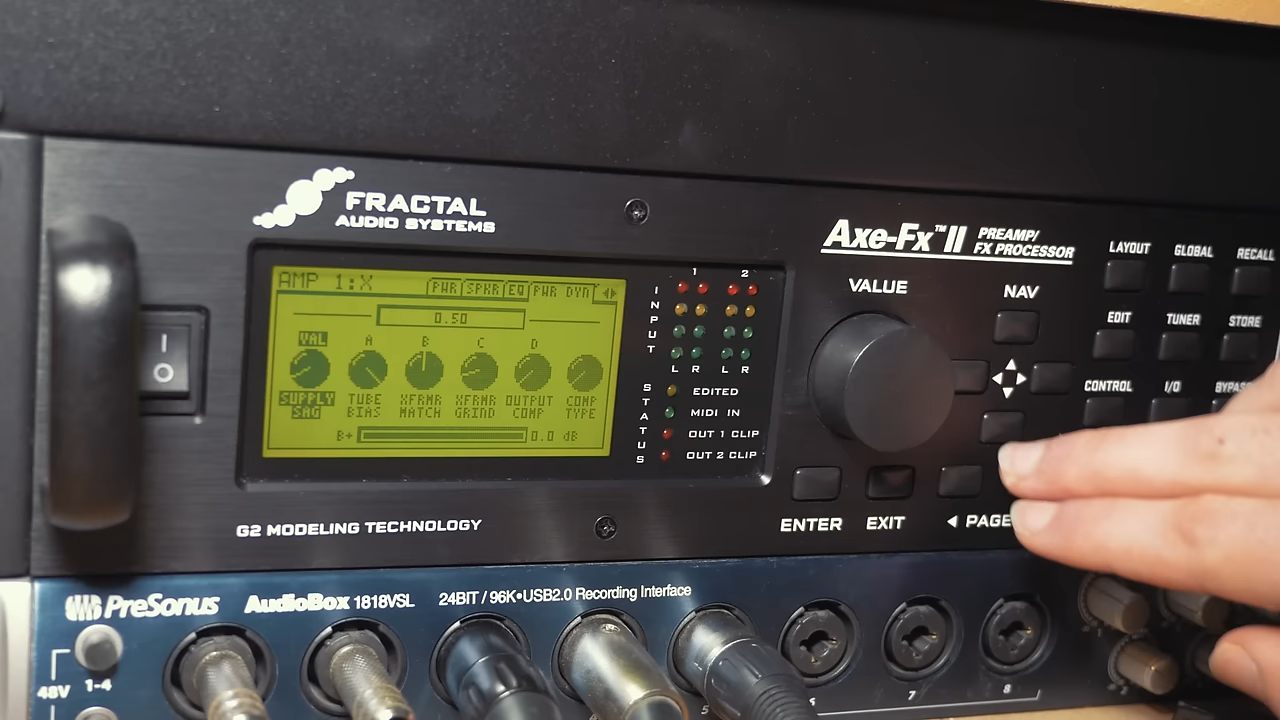 FRACTAL
AUDIO SYSTEMS
AMP 1:X
PWR SPKR EQ PWR DYN
0.50
VAL A B C D
SUPPLY SAG
TUBE BIAS
XFRMR MATCH
XFRMR GRIND
OUTPUT COMP
COMP TYPE
B+ 0.0 dB
INPUT
1 2
L R L R
STATUS
EDITED
MIDI IN
OUT 1 CLIP
OUT 2 CLIP
Axe-Fx™ II PREAMP/
FX PROCESSOR
VALUE
NAV
LAYOUT GLOBAL RECALL
EDIT TUNER STORE
CONTROL I/O
ENTER EXIT PAGE
G2 MODELING TECHNOLOGY
PreSonus AudioBox 1818VSL 24BIT / 96K•USB2.0 Recording Interface
48V 1-4
7 8